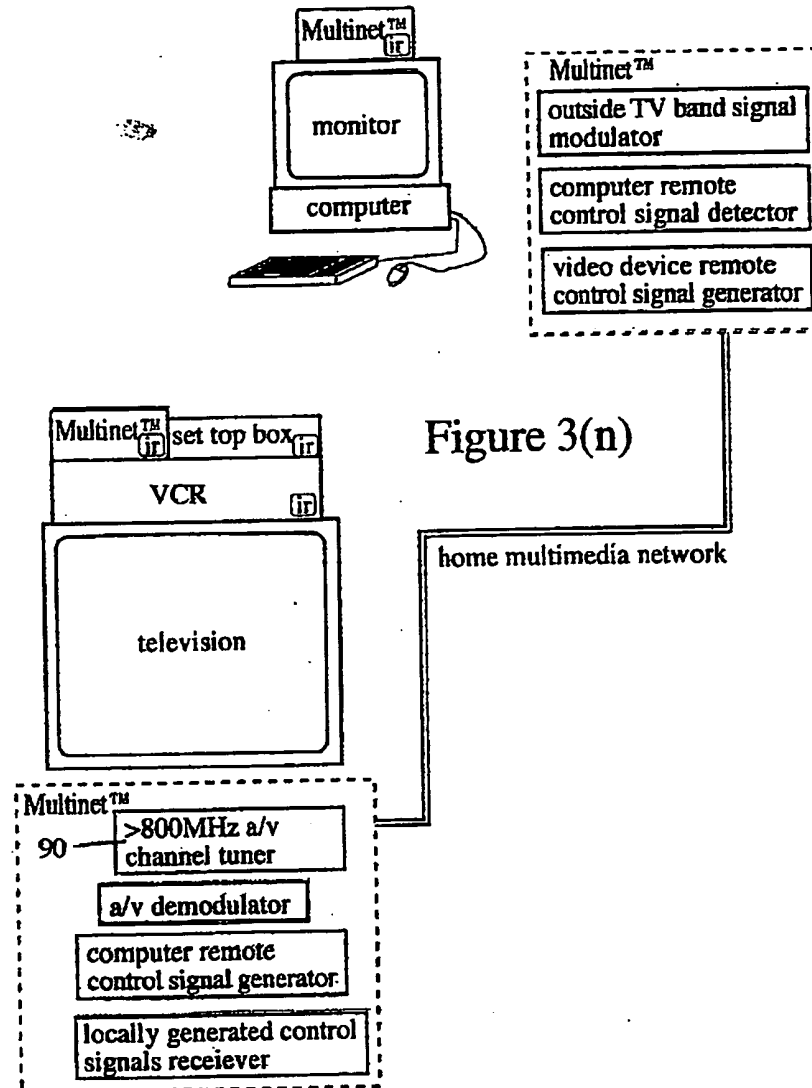 Multinet™
ir
monitor
computer
Multinet™
outside TV band signal
modulator
computer remote
control signal detector
video device remote
control signal generator
Multinet™
ir
set top box
ir
VCR
ir
Figure 3(n)
home multimedia network
television
Multinet™
90
>800MHz a/v
channel tuner
a/v demodulator
computer remote
control signal generator
locally generated control
signals receiever